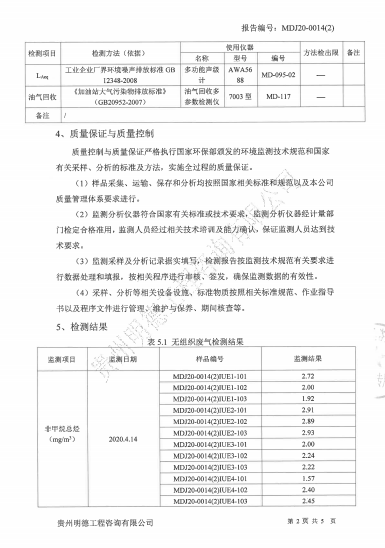 报告编号：MDJ20-0014(2)
检测项目 检测方法（依据） 使用仪器 方法检出限 备注
名称 型号 编号
LAeq 工业企业厂界环境噪声排放标准 GB 12348-2008 多功能声级计 AWA5688 MD-095-02 —
油气回收 《加油站大气污染物排放标准》（GB20952-2007） 油气回收多参数检测仪 7003 型 MD-117 —
备注 /
4、质量保证与质量控制
质量控制与质量保证严格执行国家环保部颁发的环境监测技术规范和国家
有关采样、分析的标准及方法，实施全过程的质量保证。
（1）样品采集、运输、保存和分析均按照国家相关标准和规范以及本公司
质量管理体系要求进行。
（2）监测分析仪器符合国家有关标准或技术要求，监测分析仪器经计量部
门检定合格准用，监测人员经过相关技术培训及能力确认，保证监测人员达到技
术要求。
（3）监测采样及分析记录据实填写，检测报告按监测技术规范有关要求进
行数据处理和填报，按相关程序进行审核、签发，确保监测数据的有效性。
（4）采样、分析等相关设备设施、标准物质按照相关标准规范、作业指导
书以及程序文件进行管理、维护与保养、期间核查等。
5、检测结果
表 5.1 无组织废气检测结果
监测项目 监测日期 样品编号 监测结果
非甲烷总烃（mg/m³） 2020.4.14 MDJ20-0014(2)IUE1-101 2.72
MDJ20-0014(2)IUE1-102 2.00
MDJ20-0014(2)IUE1-103 1.92
MDJ20-0014(2)IUE2-101 2.91
MDJ20-0014(2)IUE2-102 2.89
MDJ20-0014(2)IUE2-103 2.93
MDJ20-0014(2)IUE3-101 2.00
MDJ20-0014(2)IUE3-102 2.24
MDJ20-0014(2)IUE3-103 2.22
MDJ20-0014(2)IUE4-101 1.57
MDJ20-0014(2)IUE4-102 2.40
MDJ20-0014(2)IUE4-103 2.45
贵州明德工程咨询有限公司 第 2 页 共 5 页